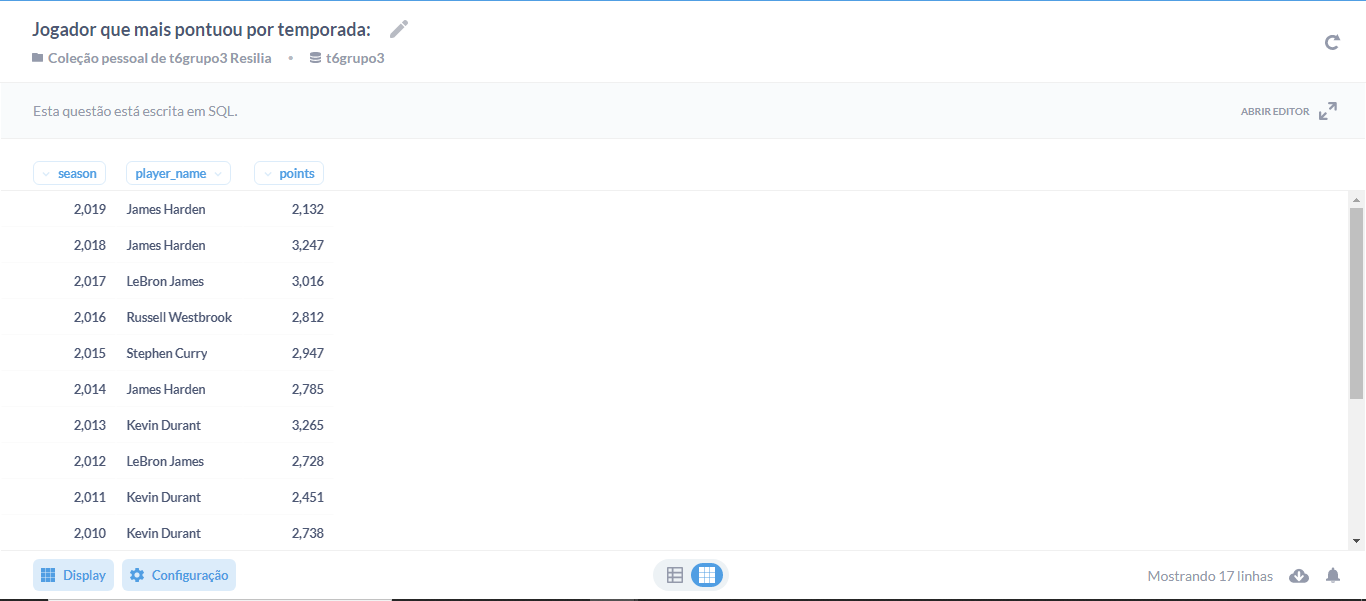 Jogador que mais pontuou por temporada:
Coleção pessoal de t6grupo3 Resilia • t6grupo3
Esta questão está escrita em SQL. ABRIR EDITOR
season player_name points
2,019 James Harden 2,132
2,018 James Harden 3,247
2,017 LeBron James 3,016
2,016 Russell Westbrook 2,812
2,015 Stephen Curry 2,947
2,014 James Harden 2,785
2,013 Kevin Durant 3,265
2,012 LeBron James 2,728
2,011 Kevin Durant 2,451
2,010 Kevin Durant 2,738
Display Configuração Mostrando 17 linhas